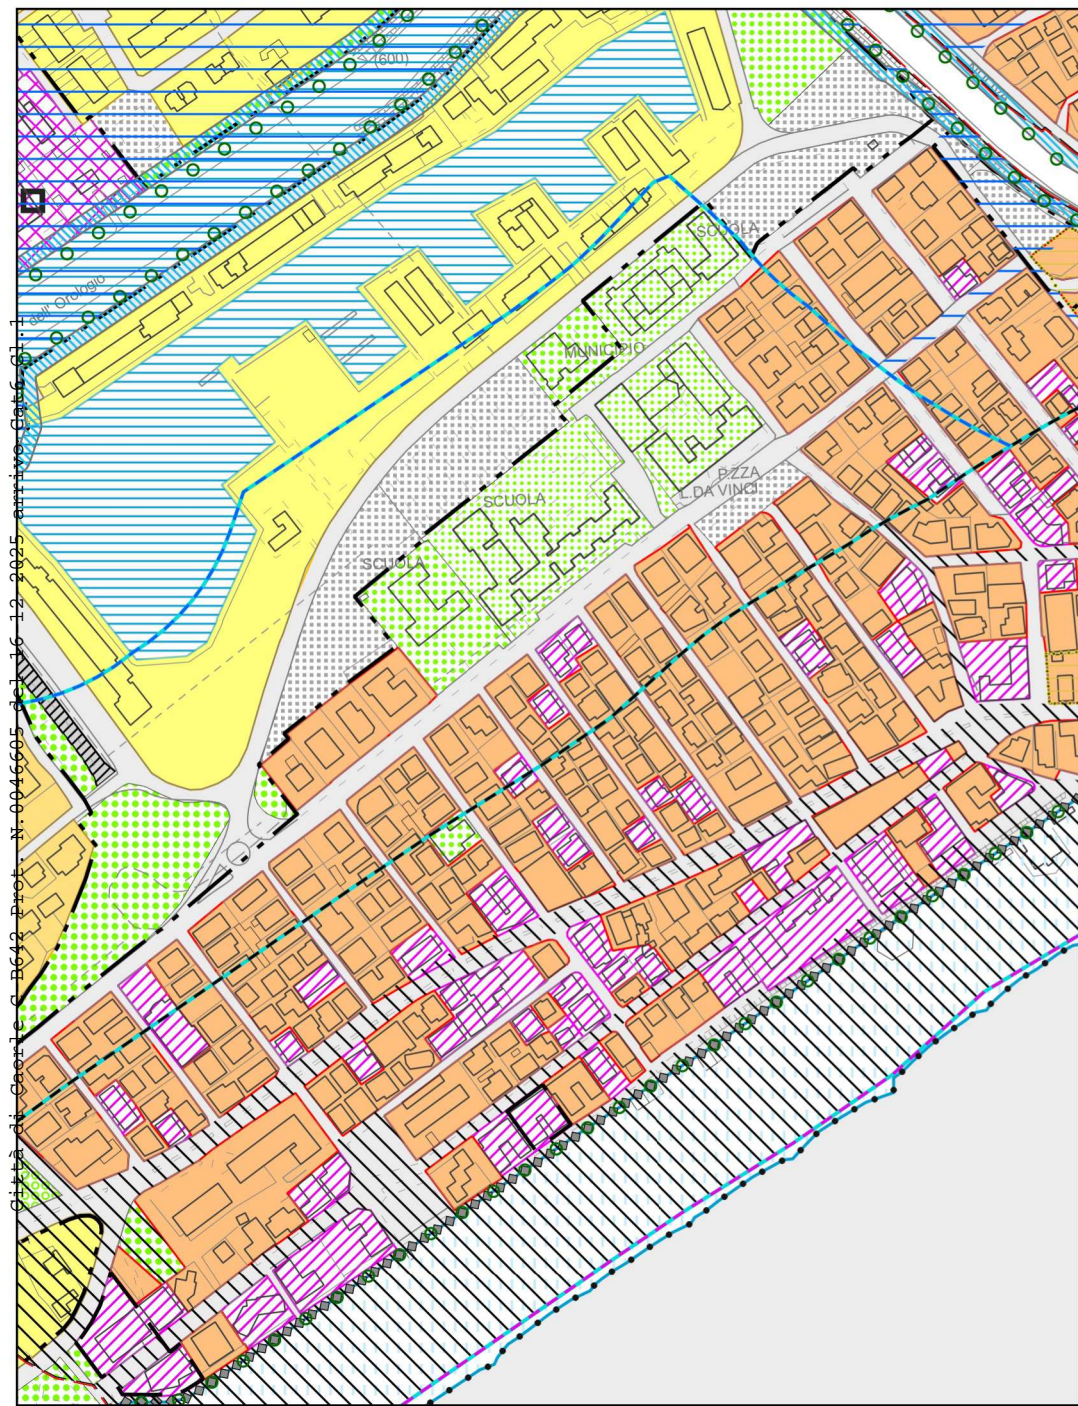 (600)
dell' Orologio
SCUOLA
MUNICIPIO
P.ZZA
L.DA VINCI
SCUOLA
SCUOLA
Città di Caorle C_B642 Prot. N.0046605 del 16-12-2025 arrivo Cat6 Cl.1